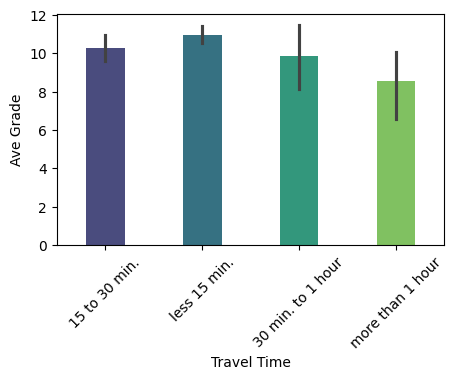 12
10
8
6
4
2
0
Ave Grade
15 to 30 min.
less 15 min.
30 min. to 1 hour
more than 1 hour
Travel Time